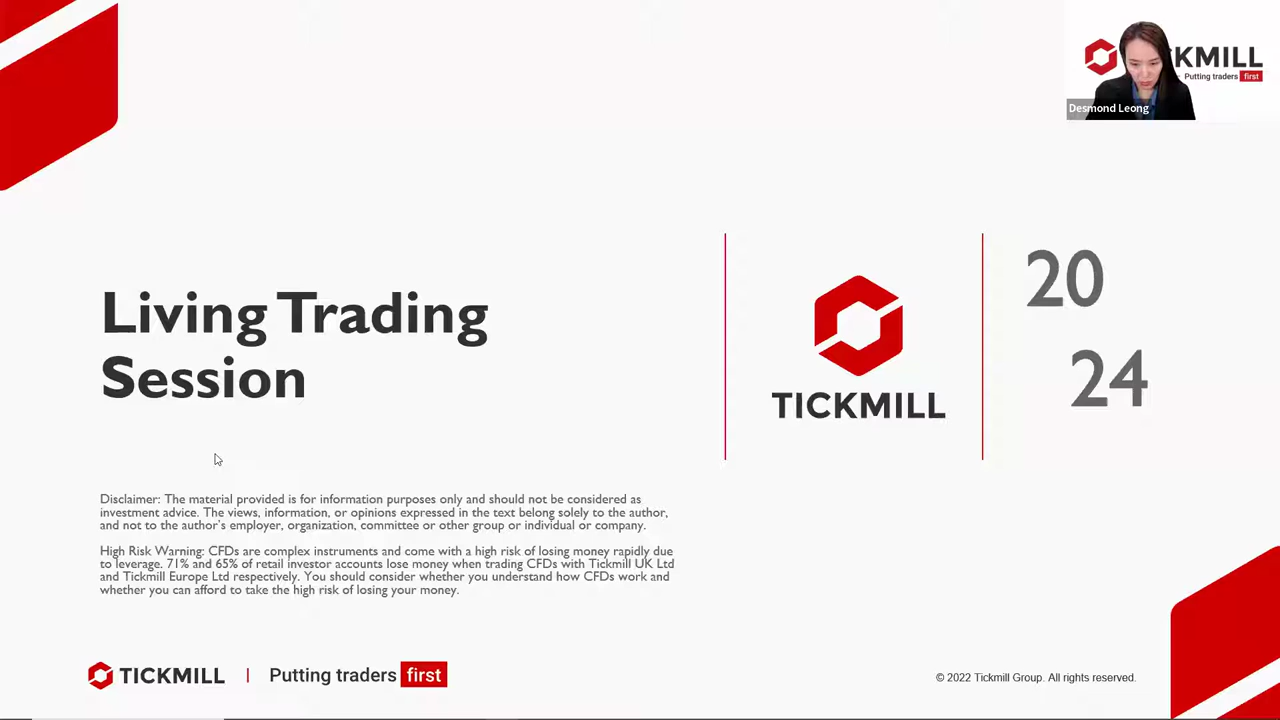 KMILL
Putting traders first
Desmond Leong
Living Trading
Session
TICKMILL
20
24
Disclaimer: The material provided is for information purposes only and should not be considered as
investment advice. The views, information, or opinions expressed in the text belong solely to the author,
and not to the author's employer, organization, committee or other group or individual or company.
High Risk Warning: CFDs are complex instruments and come with a high risk of losing money rapidly due
to leverage. 71% and 65% of retail investor accounts lose money when trading CFDs with Tickmill UK Ltd
and Tickmill Europe Ltd respectively. You should consider whether you understand how CFDs work and
whether you can afford to take the high risk of losing your money.
TICKMILL | Putting traders first
© 2022 Tickmill Group. All rights reserved.